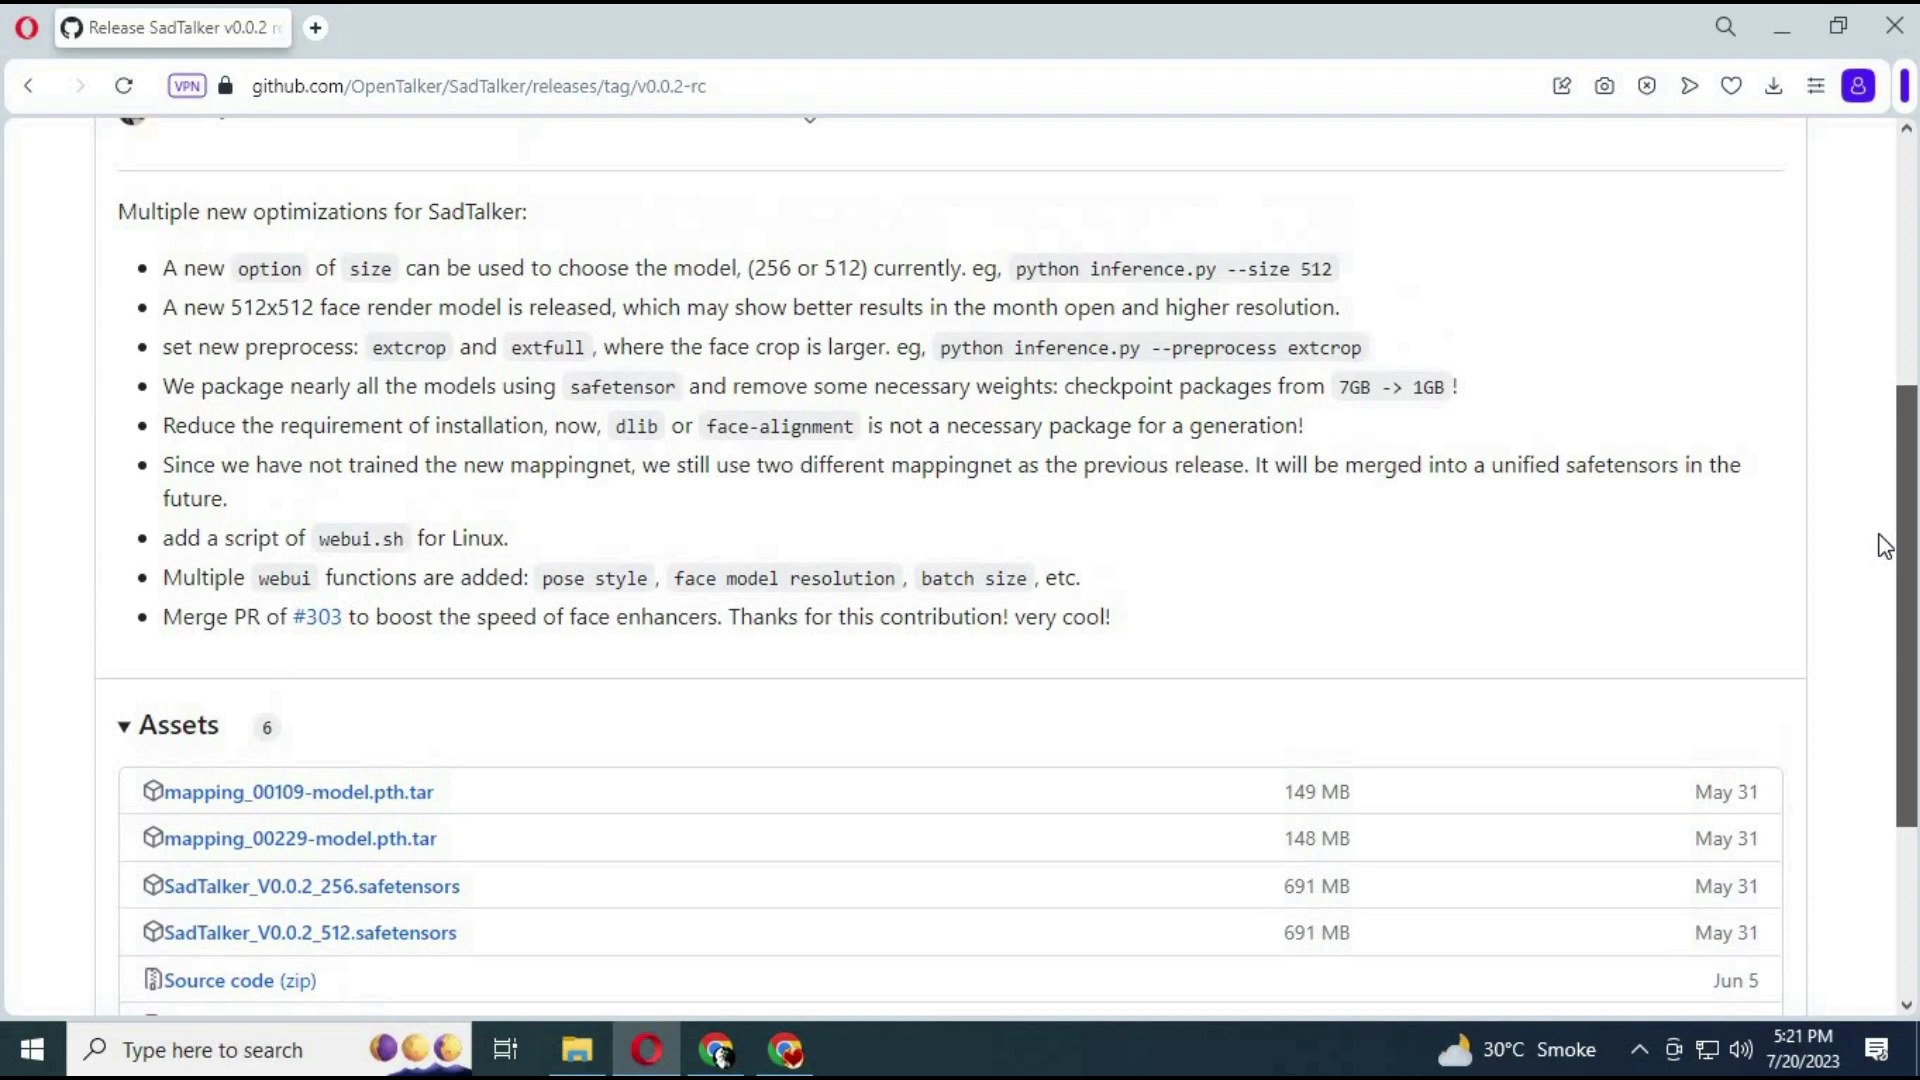 Release SadTalker v0.0.2 r
VPN github.com/OpenTalker/SadTalker/releases/tag/v0.0.2-rc
Multiple new optimizations for SadTalker:
A new option of size can be used to choose the model, (256 or 512) currently. eg, python inference.py --size 512
A new 512x512 face render model is released, which may show better results in the month open and higher resolution.
set new preprocess: extcrop and extfull , where the face crop is larger. eg, python inference.py --preprocess extcrop
We package nearly all the models using safetensor and remove some necessary weights: checkpoint packages from 7GB -> 1GB !
Reduce the requirement of installation, now, dlib or face-alignment is not a necessary package for a generation!
Since we have not trained the new mappingnet, we still use two different mappingnet as the previous release. It will be merged into a unified safetensors in the
future.
add a script of webui.sh for Linux.
Multiple webui functions are added: pose style , face model resolution , batch size , etc.
Merge PR of #303 to boost the speed of face enhancers. Thanks for this contribution! very cool!
Assets 6
mapping_00109-model.pth.tar 149 MB May 31
mapping_00229-model.pth.tar 148 MB May 31
SadTalker_V0.0.2_256.safetensors 691 MB May 31
SadTalker_V0.0.2_512.safetensors 691 MB May 31
Source code (zip) Jun 5
Type here to search
30°C Smoke
5:21 PM
7/20/2023